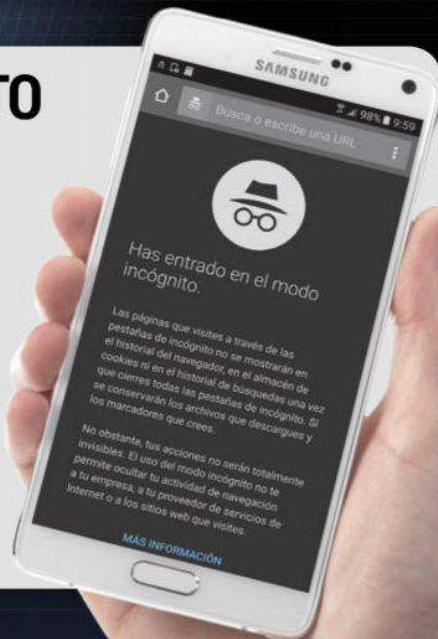 TO
SAMSUNG
98% 9:59
Busca o escribe una URL
Has entrado en el modo
incógnito.
Las páginas que visites a través de las
pestañas de incógnito no se mostrarán en
el historial del navegador, en el almacén de
cookies ni en el historial de búsquedas una vez
que cierres todas las pestañas de incógnito. Sí
se conservarán los archivos que descargues y
los marcadores que crees.
No obstante, tus acciones no serán totalmente
invisibles. El uso del modo incógnito no te
permite ocultar tu actividad de navegación
a tu empresa, a tu proveedor de servicios de
Internet o a los sitios web que visites.
MÁS INFORMACIÓN